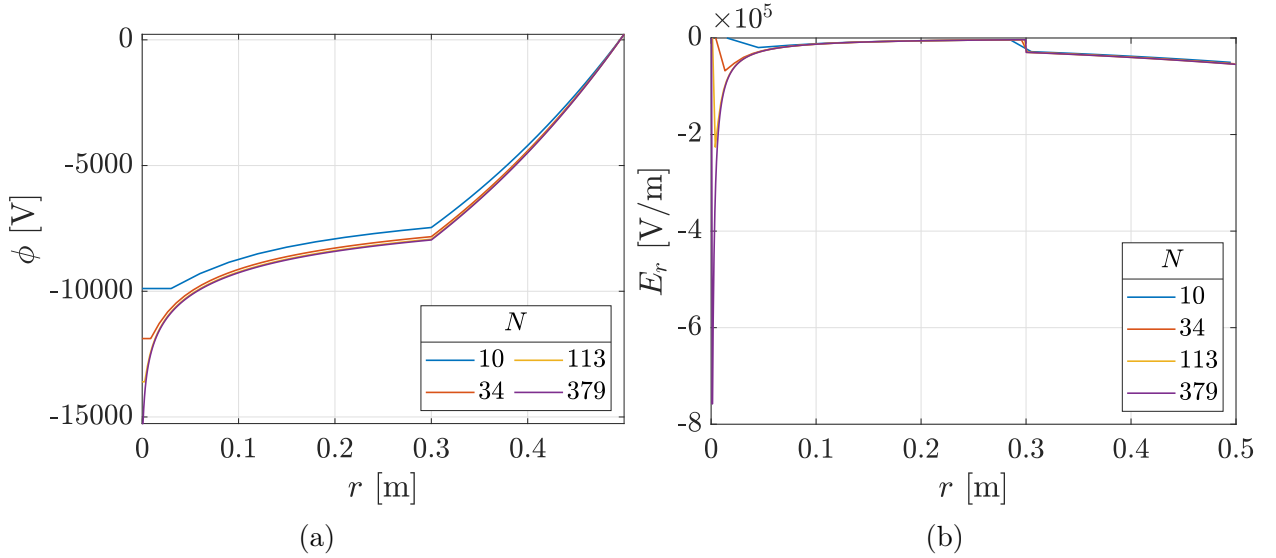 0
-5000
-10000
-15000
ϕ [V]
0 0.1 0.2 0.3 0.4
r [m]
N
10 113
34 379
(a)
×10⁵
0
-2
-4
-6
-8
E_r [V/m]
0 0.1 0.2 0.3 0.4 0.5
r [m]
N
10
34
113
379
(b)